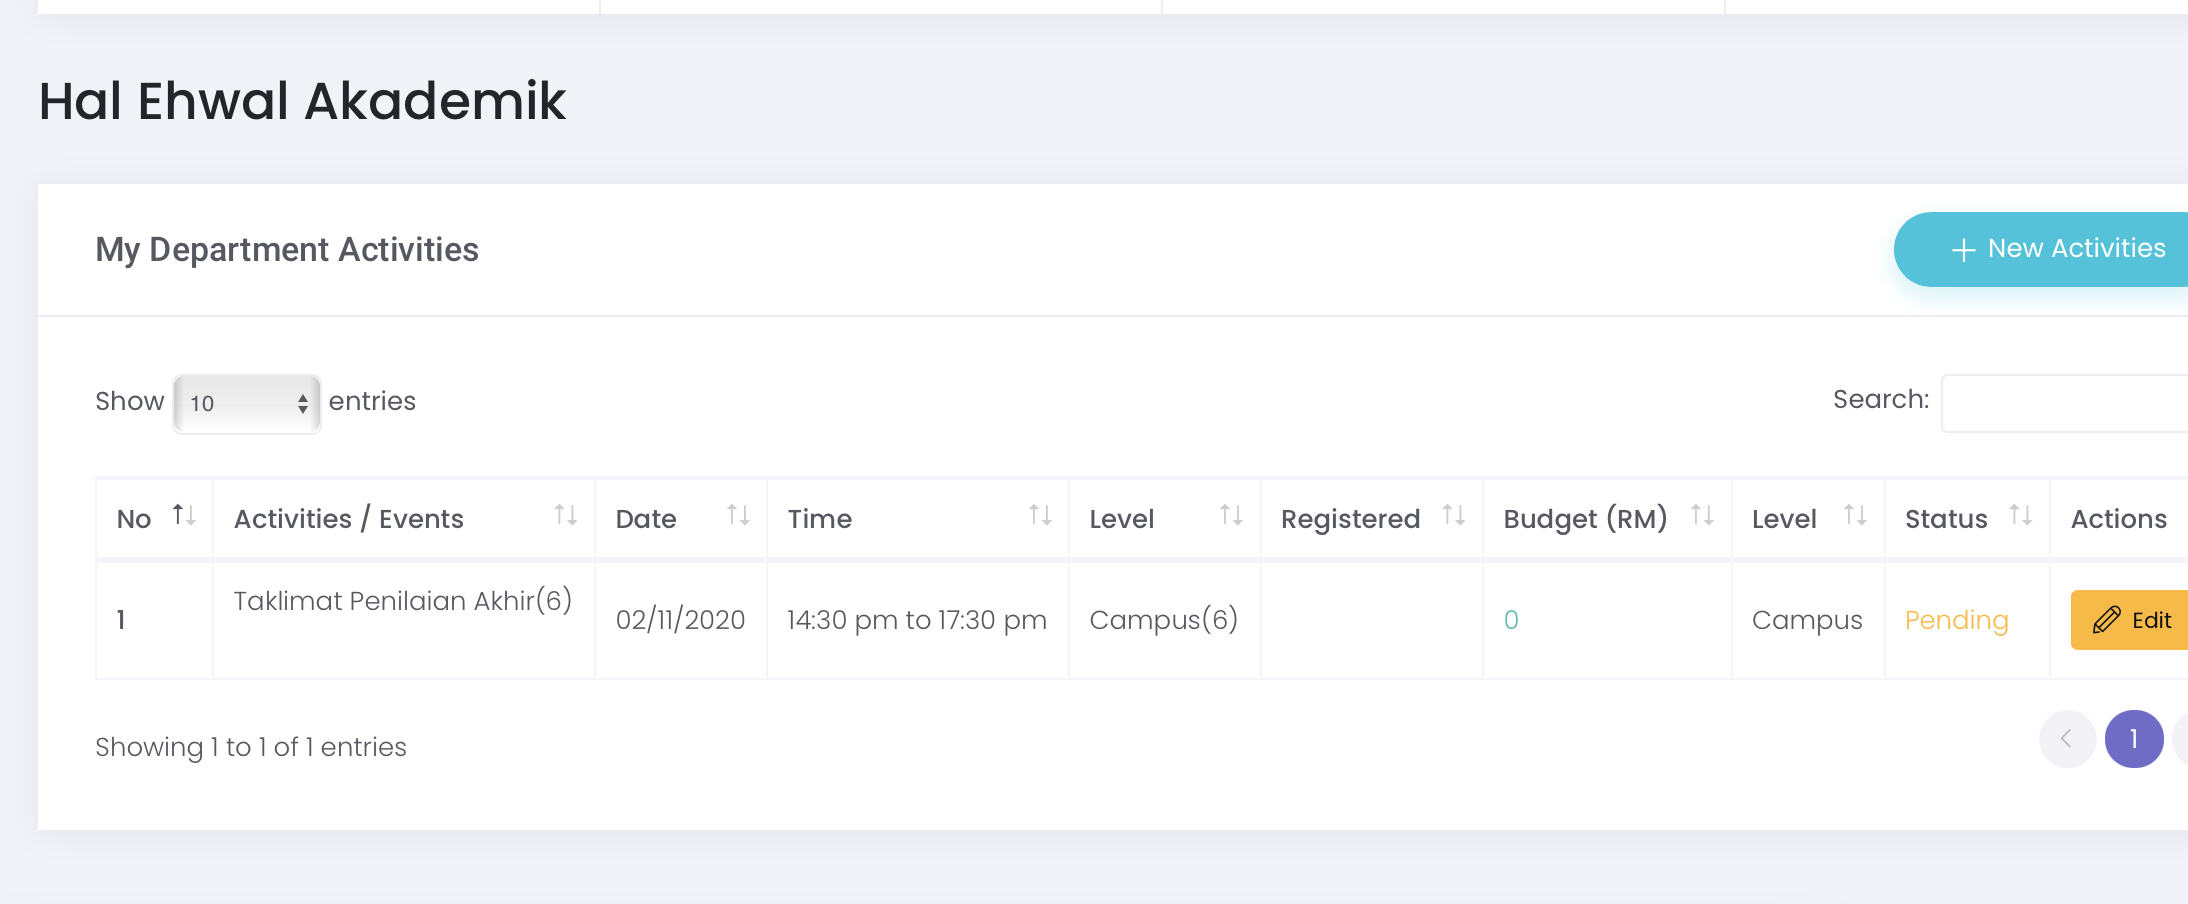 Hal Ehwal Akademik
My Department Activities
New Activities
Show 10 entries
Search:
No Activities / Events Date Time Level Registered Budget (RM) Level Status Actions
1 Taklimat Penilaian Akhir(6) 02/11/2020 14:30 pm to 17:30 pm Campus(6) 0 Campus Pending Edit
Showing 1 to 1 of 1 entries
1